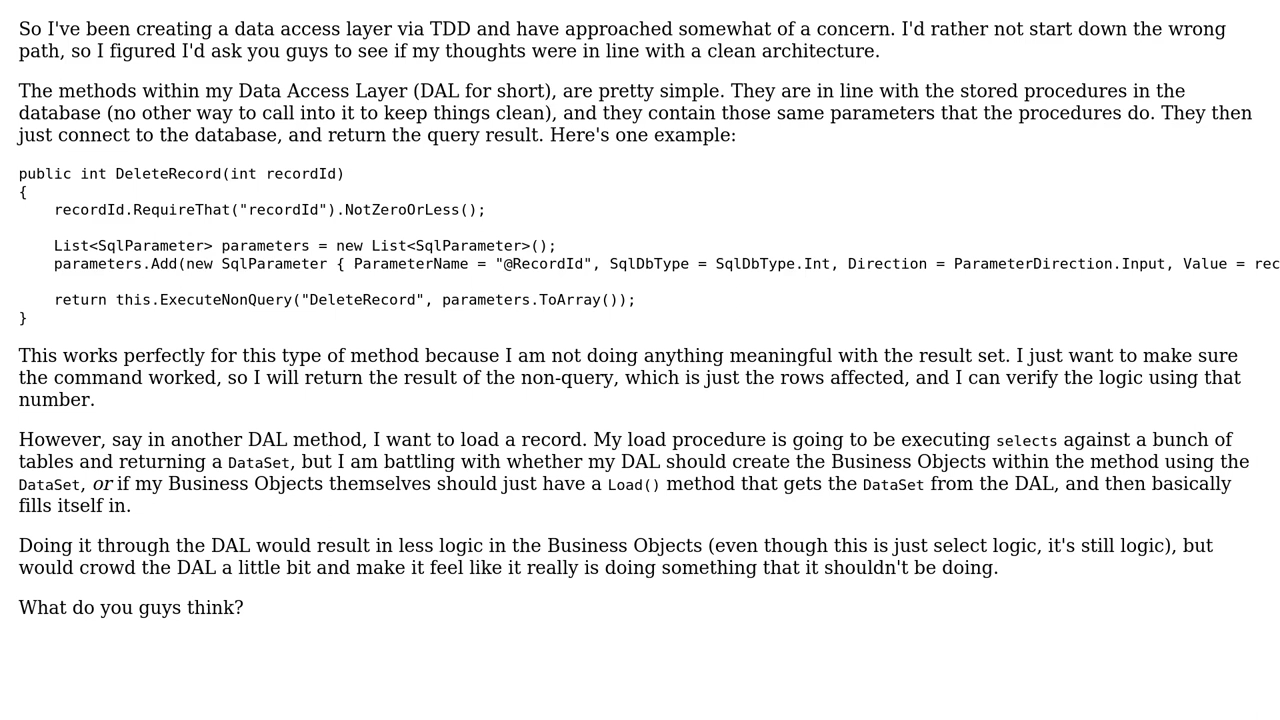 So I've been creating a data access layer via TDD and have approached somewhat of a concern. I'd rather not start down the wrong
path, so I figured I'd ask you guys to see if my thoughts were in line with a clean architecture.
The methods within my Data Access Layer (DAL for short), are pretty simple. They are in line with the stored procedures in the
database (no other way to call into it to keep things clean), and they contain those same parameters that the procedures do. They then
just connect to the database, and return the query result. Here's one example:
public int DeleteRecord(int recordId)
{
    recordId.RequireThat("recordId").NotZeroOrLess();
    List<SqlParameter> parameters = new List<SqlParameter>();
    parameters.Add(new SqlParameter { ParameterName = "@RecordId", SqlDbType = SqlDbType.Int, Direction = ParameterDirection.Input, Value = rec
    return this.ExecuteNonQuery("DeleteRecord", parameters.ToArray());
}
This works perfectly for this type of method because I am not doing anything meaningful with the result set. I just want to make sure
the command worked, so I will return the result of the non-query, which is just the rows affected, and I can verify the logic using that
number.
However, say in another DAL method, I want to load a record. My load procedure is going to be executing selects against a bunch of
tables and returning a DataSet, but I am battling with whether my DAL should create the Business Objects within the method using the
DataSet, or if my Business Objects themselves should just have a Load() method that gets the DataSet from the DAL, and then basically
fills itself in.
Doing it through the DAL would result in less logic in the Business Objects (even though this is just select logic, it's still logic), but
would crowd the DAL a little bit and make it feel like it really is doing something that it shouldn't be doing.
What do you guys think?